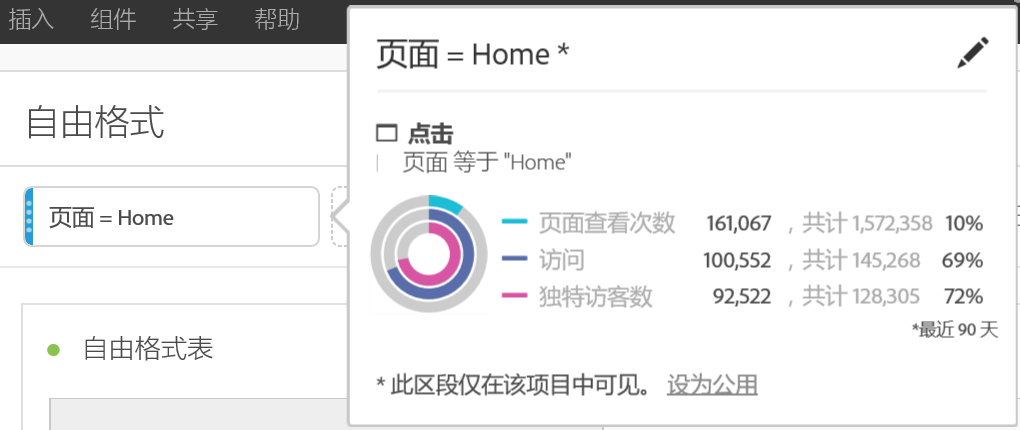 插入 组件 共享 帮助
页面 = Home *
自由格式
点击
页面 等于 "Home"
页面 = Home
页面查看次数 161,067 ，共计 1,572,358 10%
访问 100,552 ，共计 145,268 69%
独特访客数 92,522 ，共计 128,305 72%
*最近 90 天
自由格式表
* 此区段仅在该项目中可见。 设为公用